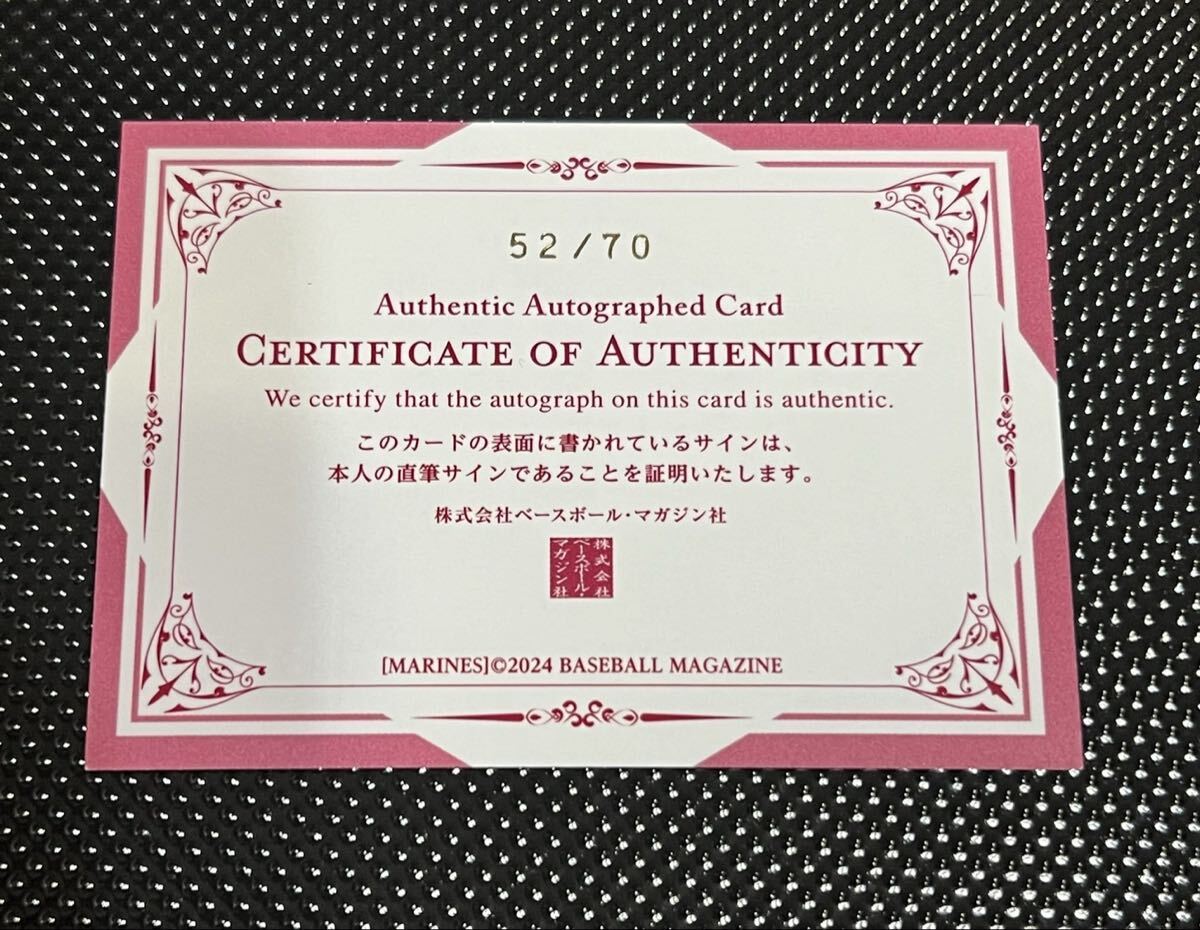 52/70
Authentic Autographed Card
CERTIFICATE OF AUTHENTICITY
We certify that the autograph on this card is authentic.
このカードの表面に書かれているサインは、
本人の直筆サインであることを証明いたします。
株式会社ベースボール・マガジン社
株式会社
ベースボール・
マガジン社
[MARINES]©2024 BASEBALL MAGAZINE